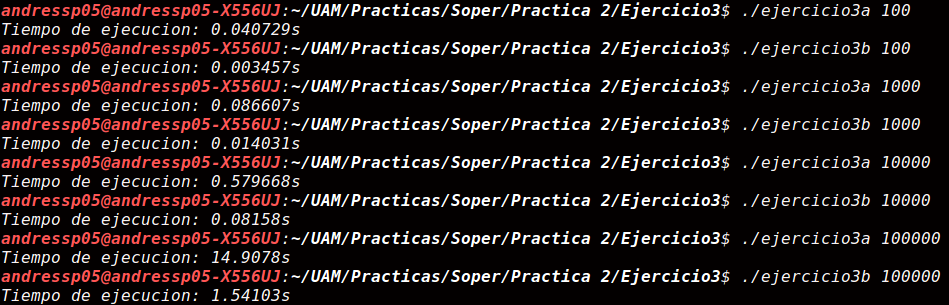 andressp05@andressp05-X556UJ:~/UAM/Practicas/Soper/Practica 2/Ejercicio3$ ./ejercicio3a 100
Tiempo de ejecucion: 0.040729s
andressp05@andressp05-X556UJ:~/UAM/Practicas/Soper/Practica 2/Ejercicio3$ ./ejercicio3b 100
Tiempo de ejecucion: 0.003457s
andressp05@andressp05-X556UJ:~/UAM/Practicas/Soper/Practica 2/Ejercicio3$ ./ejercicio3a 1000
Tiempo de ejecucion: 0.086607s
andressp05@andressp05-X556UJ:~/UAM/Practicas/Soper/Practica 2/Ejercicio3$ ./ejercicio3b 1000
Tiempo de ejecucion: 0.014031s
andressp05@andressp05-X556UJ:~/UAM/Practicas/Soper/Practica 2/Ejercicio3$ ./ejercicio3a 10000
Tiempo de ejecucion: 0.579668s
andressp05@andressp05-X556UJ:~/UAM/Practicas/Soper/Practica 2/Ejercicio3$ ./ejercicio3b 10000
Tiempo de ejecucion: 0.08158s
andressp05@andressp05-X556UJ:~/UAM/Practicas/Soper/Practica 2/Ejercicio3$ ./ejercicio3a 100000
Tiempo de ejecucion: 14.9078s
andressp05@andressp05-X556UJ:~/UAM/Practicas/Soper/Practica 2/Ejercicio3$ ./ejercicio3b 100000
Tiempo de ejecucion: 1.54103s